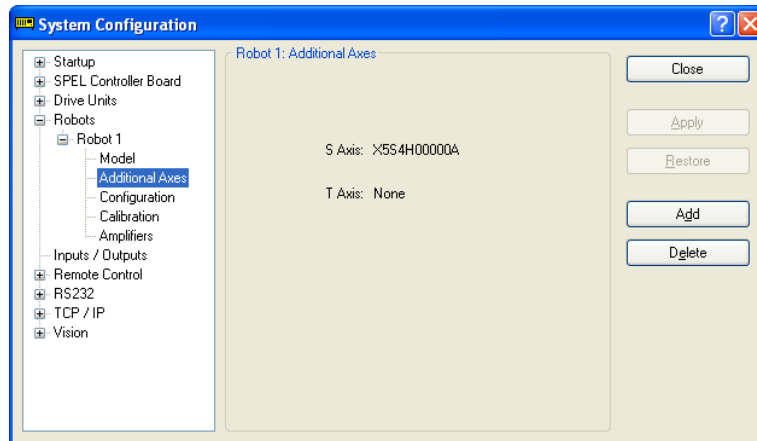 System Configuration
Startup
SPEL Controller Board
Drive Units
Robots
Robot 1
Model
Additional Axes
Configuration
Calibration
Amplifiers
Inputs / Outputs
Remote Control
RS232
TCP / IP
Vision
Robot 1: Additional Axes
S Axis: X5S4H00000A
T Axis: None
Close
Apply
Restore
Add
Delete